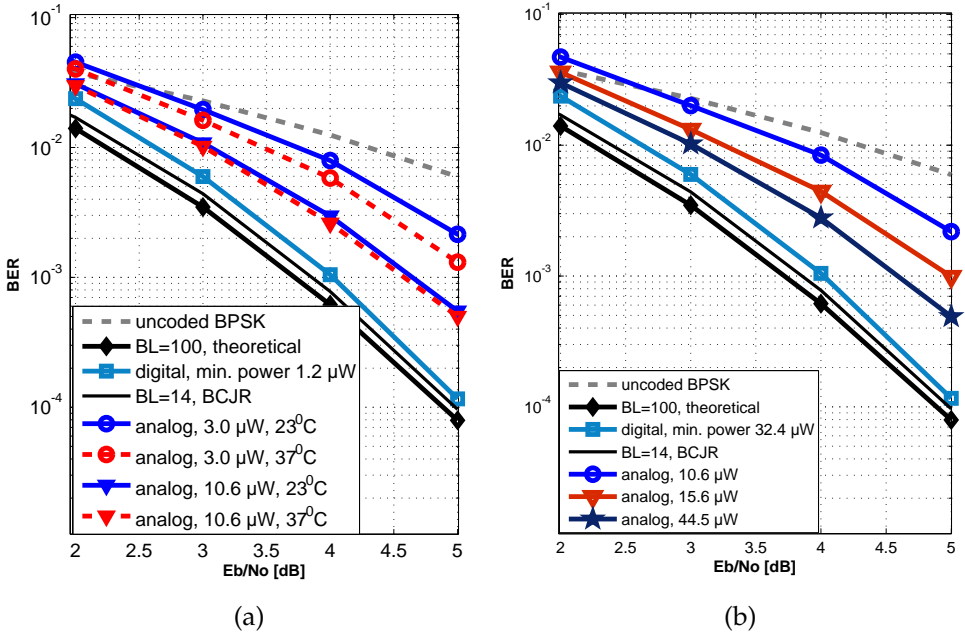 10^-1
10^-2
10^-3
10^-4
BER
2 2.5 3 3.5 4 4.5 5
Eb/No [dB]
uncoded BPSK
BL=100, theoretical
digital, min. power 1.2 µW
BL=14, BCJR
analog, 3.0 µW, 23⁰C
analog, 3.0 µW, 37⁰C
analog, 10.6 µW, 23⁰C
analog, 10.6 µW, 37⁰C
(a)
10^-1
10^-2
10^-3
10^-4
BER
2 2.5 3 3.5 4 4.5 5
Eb/No [dB]
uncoded BPSK
BL=100, theoretical
digital, min. power 32.4 µW
BL=14, BCJR
analog, 10.6 µW
analog, 15.6 µW
analog, 44.5 µW
(b)